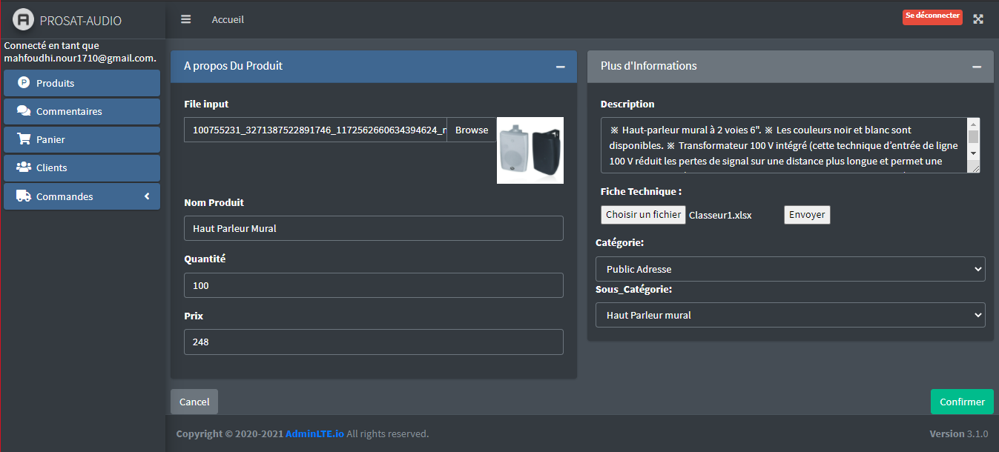 PROSAT-AUDIO
Accueil
Se déconnecter
Connecté en tant que
mahfoudhi.nour1710@gmail.com.
Produits
Commentaires
Panier
Clients
Commandes
A propos Du Produit
File input
100755231_3271387522891746_1172562660634394624_r
Browse
Nom Produit
Haut Parleur Mural
Quantité
100
Prix
248
Plus d'Informations
Description
※ Haut-parleur mural à 2 voies 6". ※ Les couleurs noir et blanc sont
disponibles. ※ Transformateur 100 V intégré (cette technique d’entrée de ligne
100 V réduit les pertes de signal sur une distance plus longue et permet une
Fiche Technique :
Choisir un fichier Classeur1.xlsx Envoyer
Catégorie:
Public Adresse
Sous_Catégorie:
Haut Parleur mural
Cancel
Confirmer
Copyright © 2020-2021 AdminLTE.io All rights reserved.
Version 3.1.0